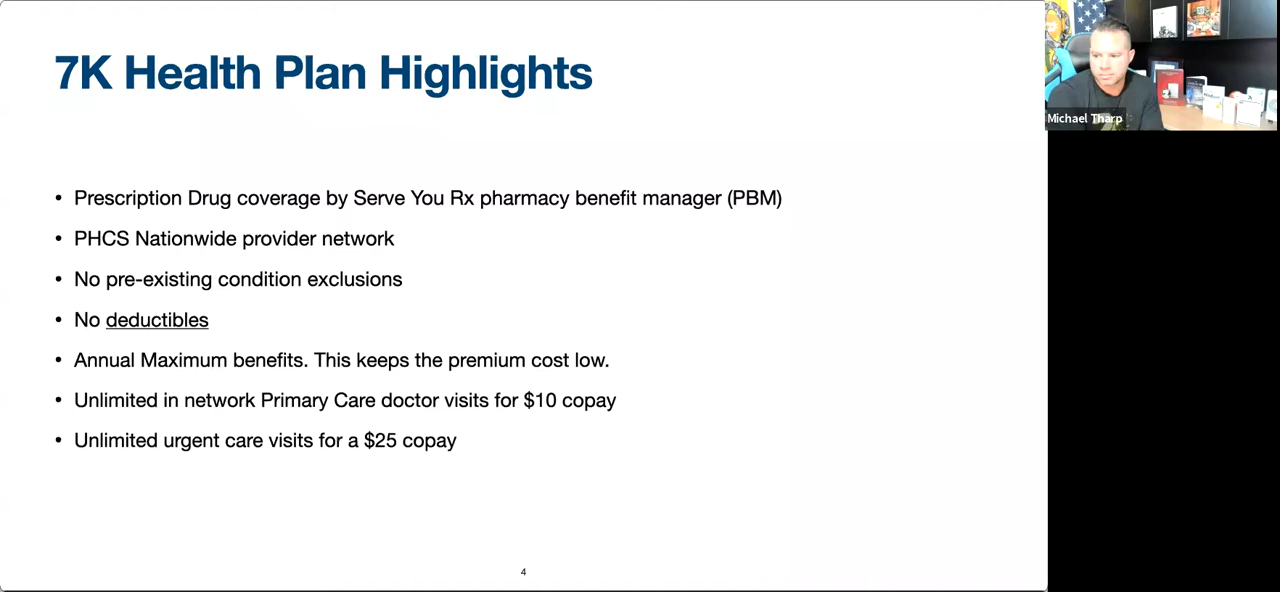 7K Health Plan Highlights
• Prescription Drug coverage by Serve You Rx pharmacy benefit manager (PBM)
• PHCS Nationwide provider network
• No pre-existing condition exclusions
• No deductibles
• Annual Maximum benefits. This keeps the premium cost low.
• Unlimited in network Primary Care doctor visits for $10 copay
• Unlimited urgent care visits for a $25 copay
4
Michael Tharp